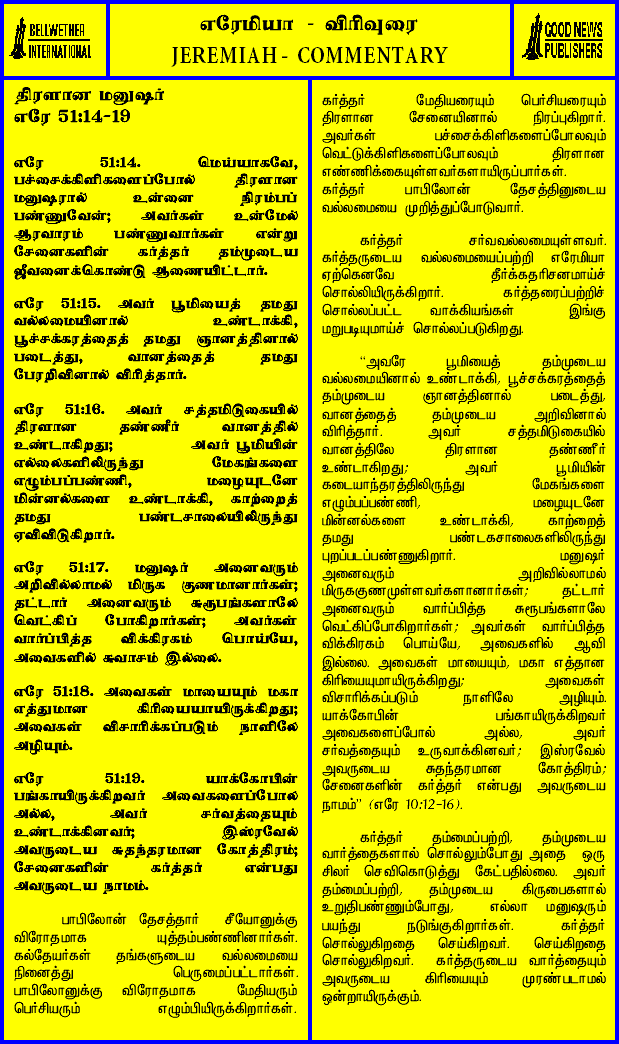 BELLWETHER
INTERNATIONAL
எரேமியா - விரிவுரை
JEREMIAH - COMMENTARY
GOOD NEWS
PUBLISHERS
திரளான மனுஷர்
எரே 51:14-19
எரே 51:14. மெய்யாகவே,
பச்சைக்கிளிகளைப்போல் திரளான
மனுஷரால் உன்னை நிரம்பப்
பண்ணுவேன்; அவர்கள் உன்மேல்
ஆரவாரம் பண்ணுவார்கள் என்று
சேனைகளின் கர்த்தர் தம்முடைய
ஜீவனைக்கொண்டு ஆணையிட்டார்.
எரே 51:15. அவர் பூமியைத் தமது
வல்லமையினால் உண்டாக்கி,
பூச்சக்கரத்தைத் தமது ஞானத்தினால்
படைத்து, வானத்தைத் தமது
பேரறிவினால் விரித்தார்.
எரே 51:16. அவர் சத்தமிடுகையில்
திரளான தண்ணீர் வானத்தில்
உண்டாகிறது; அவர் பூமியின்
எல்லைகளிலிருந்து மேகங்களை
எழும்பப்பண்ணி, மழையுடனே
மின்னல்களை உண்டாக்கி, காற்றைத்
தமது பண்டசாலையிலிருந்து
ஏவிவிடுகிறார்.
எரே 51:17. மனுஷர் அனைவரும்
அறிவில்லாமல் மிருக குணமானார்கள்;
தட்டார் அனைவரும் சுரூபங்களாலே
வெட்கிப் போகிறார்கள்; அவர்கள்
வார்ப்பித்த விக்கிரகம் பொய்யே,
அவைகளில் சுவாசம் இல்லை.
எரே 51:18. அவைகள் மாயையும் மகா
எத்துமான கிரியையாயிருக்கிறது;
அவைகள் விசாரிக்கப்படும் நாளிலே
அழியும்.
எரே 51:19. யாக்கோபின்
பங்காயிருக்கிறவர் அவைகளைப்போல
அல்ல, அவர் சர்வத்தையும்
உண்டாக்கினவர்; இஸ்ரவேல்
அவருடைய சுதந்தரமான கோத்திரம்;
சேனைகளின் கர்த்தர் என்பது
அவருடைய நாமம்.
பாபிலோன் தேசத்தார் சீயோனுக்கு
விரோதமாக யுத்தம்பண்ணினார்கள்.
கல்தேயர்கள் தங்களுடைய வல்லமையை
நினைத்து பெருமைப்பட்டார்கள்.
பாபிலோனுக்கு விரோதமாக மேதியரும்
பெர்சியரும் எழும்பியிருக்கிறார்கள்.
கர்த்தர் மேதியரையும் பெர்சியரையும்
திரளான சேனையினால் நிரப்புகிறார்.
அவர்கள் பச்சைக்கிளிகளைப்போலவும்
வெட்டுக்கிளிகளைப்போலவும் திரளான
எண்ணிக்கையுள்ளவர்களாயிருப்பார்கள்.
கர்த்தர் பாபிலோன் தேசத்தினுடைய
வல்லமையை முறித்துப்போடுவார்.
கர்த்தர் சர்வவல்லமையுள்ளவர்.
கர்த்தருடைய வல்லமையைப்பற்றி எரேமியா
ஏற்கெனவே தீர்க்கதரிசனமாய்ச்
சொல்லியிருக்கிறார். கர்த்தரைப்பற்றிச்
சொல்லப்பட்ட வாக்கியங்கள் இங்கு
மறுபடியுமாய்ச் சொல்லப்படுகிறது.
“அவரே பூமியைத் தம்முடைய
வல்லமையினால் உண்டாக்கி, பூச்சக்கரத்தைத்
தம்முடைய ஞானத்தினால் படைத்து,
வானத்தைத் தம்முடைய அறிவினால்
விரித்தார். அவர் சத்தமிடுகையில்
வானத்திலே திரளான தண்ணீர்
உண்டாகிறது; அவர் பூமியின்
கடையாந்தரத்திலிருந்து மேகங்களை
எழும்பப்பண்ணி, மழையுடனே
மின்னல்களை உண்டாக்கி, காற்றைத்
தமது பண்டகசாலைகளிலிருந்து
புறப்படப்பண்ணுகிறார். மனுஷர்
அனைவரும் அறிவில்லாமல்
மிருககுணமுள்ளவர்களானார்கள்; தட்டார்
அனைவரும் வார்ப்பித்த சுரூபங்களாலே
வெட்கிப்போகிறார்கள்; அவர்கள் வார்ப்பித்த
விக்கிரகம் பொய்யே, அவைகளில் ஆவி
இல்லை. அவைகள் மாயையும், மகா எத்தான
கிரியையுமாயிருக்கிறது; அவைகள்
விசாரிக்கப்படும் நாளிலே அழியும்.
யாக்கோபின் பங்காயிருக்கிறவர்
அவைகளைப்போல் அல்ல, அவர்
சர்வத்தையும் உருவாக்கினவர்; இஸ்ரவேல்
அவருடைய சுதந்தரமான கோத்திரம்;
சேனைகளின் கர்த்தர் என்பது அவருடைய
நாமம்” (எரே 10:12-16).
கர்த்தர் தம்மைப்பற்றி, தம்முடைய
வார்த்தைகளால் சொல்லும்போது அதை ஒரு
சிலர் செவிகொடுத்து கேட்பதில்லை. அவர்
தம்மைப்பற்றி, தம்முடைய கிருபைகளால்
உறுதிபண்ணும்போது, எல்லா மனுஷரும்
பயந்து நடுங்குகிறார்கள். கர்த்தர்
சொல்லுகிறதை செய்கிறவர். செய்கிறதை
சொல்லுகிறவர். கர்த்தருடைய வார்த்தையும்
அவருடைய கிரியையும் முரண்படாமல்
ஒன்றாயிருக்கும்.